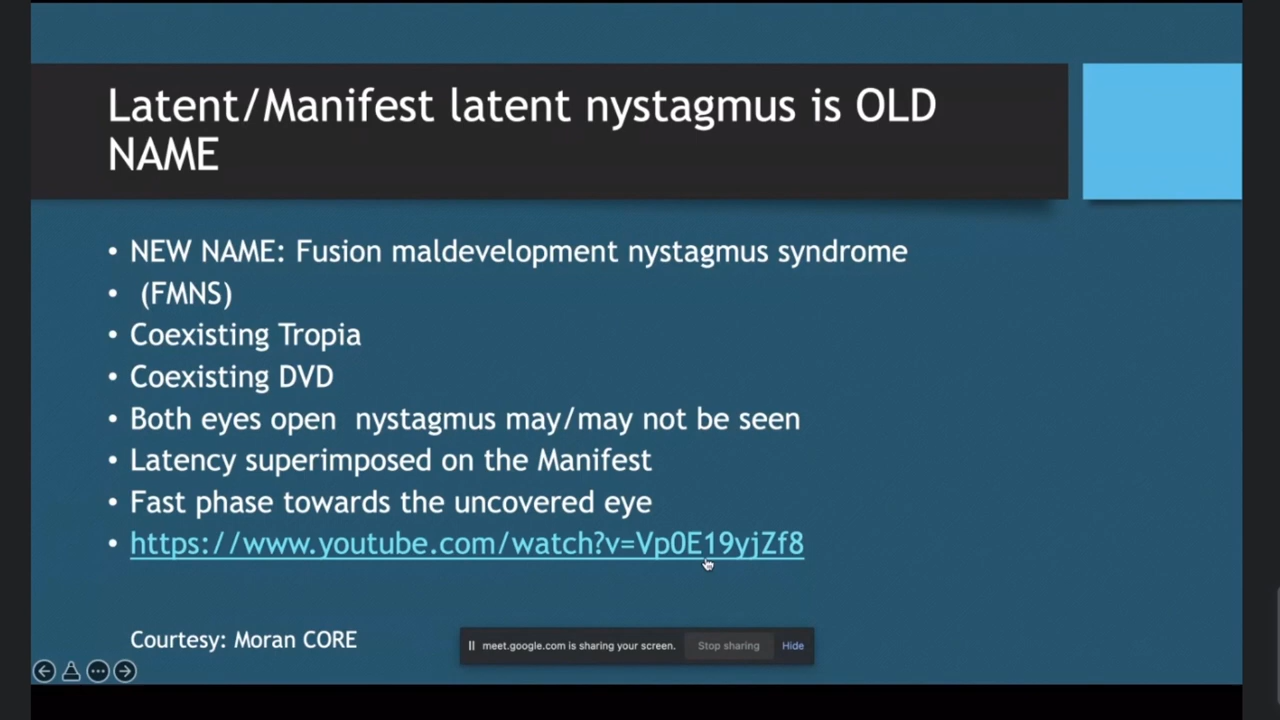 Latent/Manifest latent nystagmus is OLD
NAME
• NEW NAME: Fusion maldevelopment nystagmus syndrome
• (FMNS)
• Coexisting Tropia
• Coexisting DVD
• Both eyes open nystagmus may/may not be seen
• Latency superimposed on the Manifest
• Fast phase towards the uncovered eye
• https://www.youtube.com/watch?v=Vp0E19yjZf8
Courtesy: Moran CORE
meet.google.com is sharing your screen. Stop sharing Hide